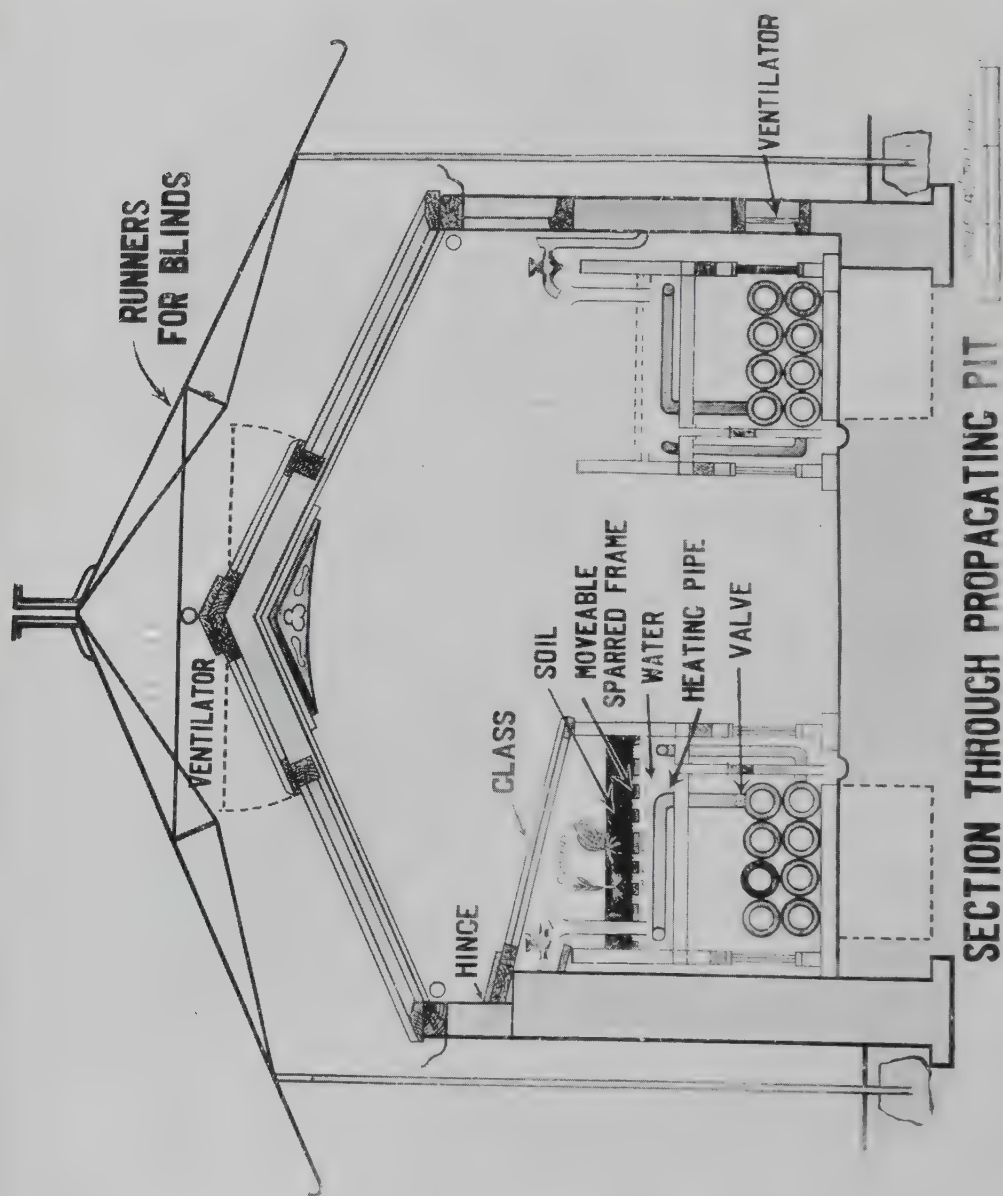 RUNNERS
FOR BLINDS
VENTILATOR
HINGE
GLASS
SOIL
MOVEABLE
SPARRED FRAME
WATER
HEATING PIPE.
VALVE
VENTILATOR
SECTION THROUGH PROPAGATING PIT